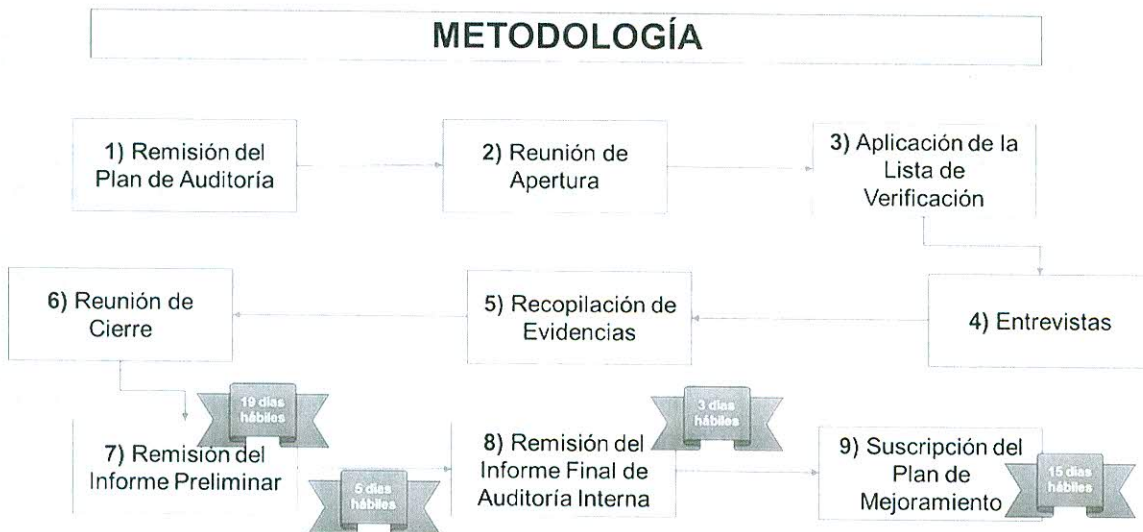 METODOLOGÍA
1) Remisión del
Plan de Auditoría
2) Reunión de
Apertura
3) Aplicación de la
Lista de
Verificación
4) Entrevistas
5) Recopilación de
Evidencias
6) Reunión de
Cierre
19 días
hábiles
7) Remisión del
Informe Preliminar
5 días
hábiles
8) Remisión del
Informe Final de
Auditoría Interna
3 días
hábiles
9) Suscripción del
Plan de
Mejoramiento
15 días
hábiles